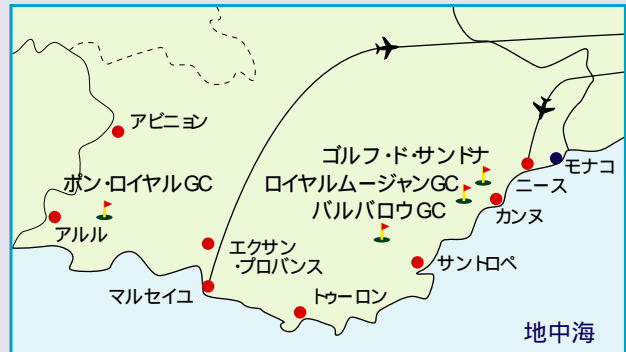 アビニョン
ゴルフ・ド・サンドナ
モナコ
ポン・ロイヤルGC
ロイヤルムージャンGC
ニース
バルバロウGC
カンヌ
アルル
エクサン
・プロバンス
サントロペ
マルセイユ
トゥーロン
地中海